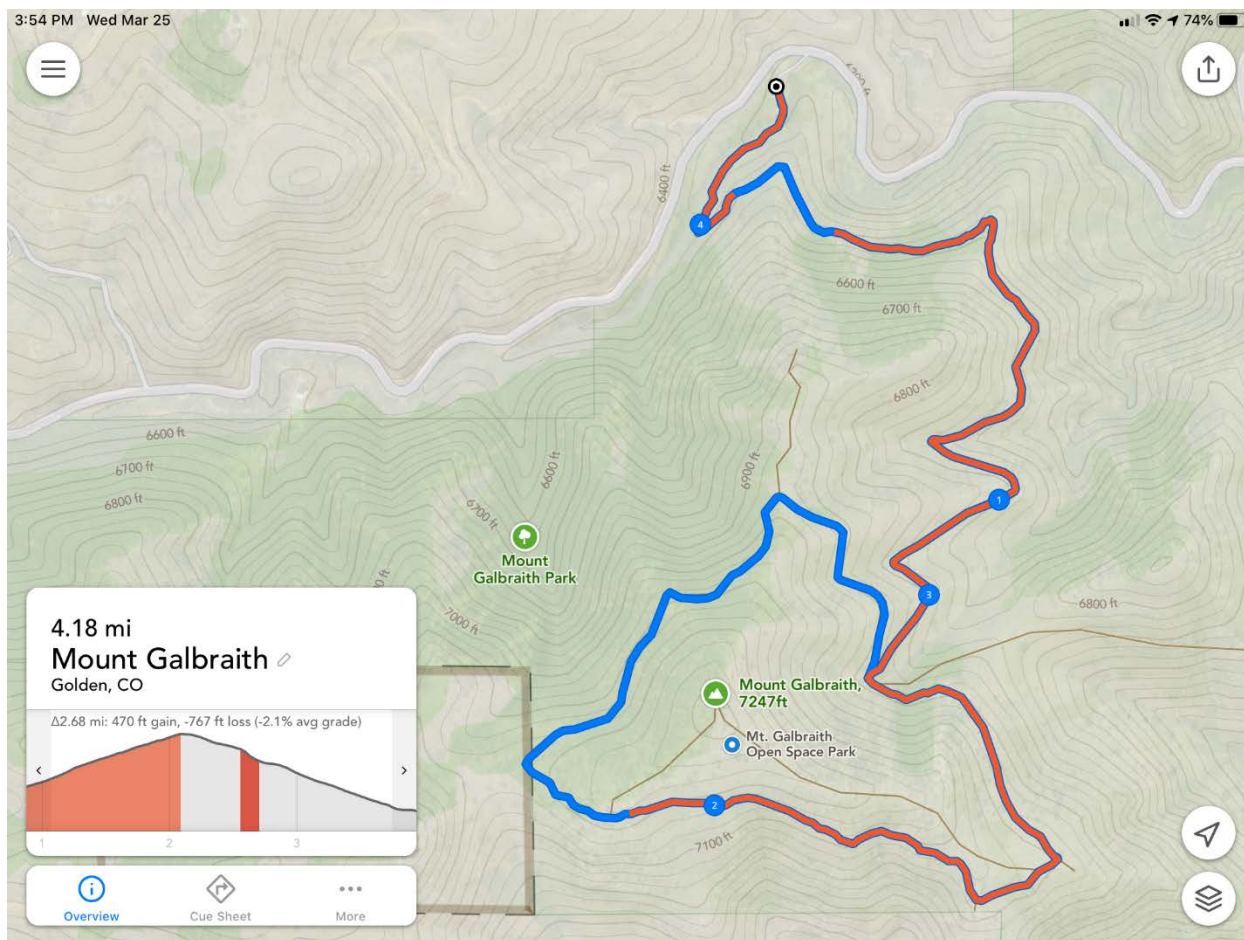 3:54 PM Wed Mar 25
74%
6400 ft
4
6600 ft
6700 ft
6800 ft
6600 ft
6700 ft
6800 ft
6600 ft
6700 ft
6900 ft
1
Mount
Galbraith Park
3
6800 ft
7000 ft
Mount Galbraith,
7247ft
Mt. Galbraith
Open Space Park
2
7100 ft
4.18 mi
Mount Galbraith
Golden, CO
Δ2.68 mi: 470 ft gain, -767 ft loss (-2.1% avg grade)
1 2 3
Overview
Cue Sheet
More